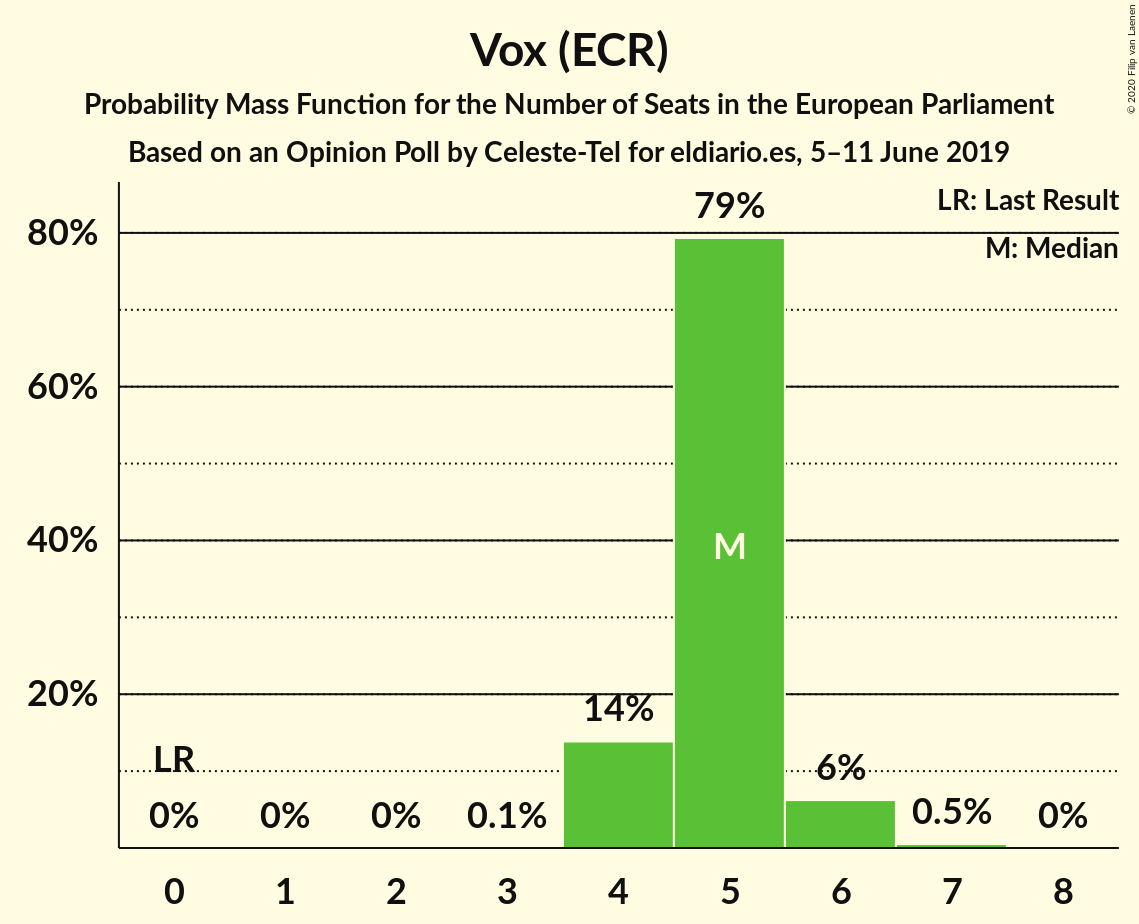 Vox (ECR)
Probability Mass Function for the Number of Seats in the European Parliament
Based on an Opinion Poll by Celeste-Tel for eldiario.es, 5–11 June 2019
© 2020 Filip van Laenen
LR: Last Result
M: Median
80%
60%
40%
20%
LR
0%
0%
0%
0.1%
14%
79%
M
6%
0.5%
0%
0 1 2 3 4 5 6 7 8